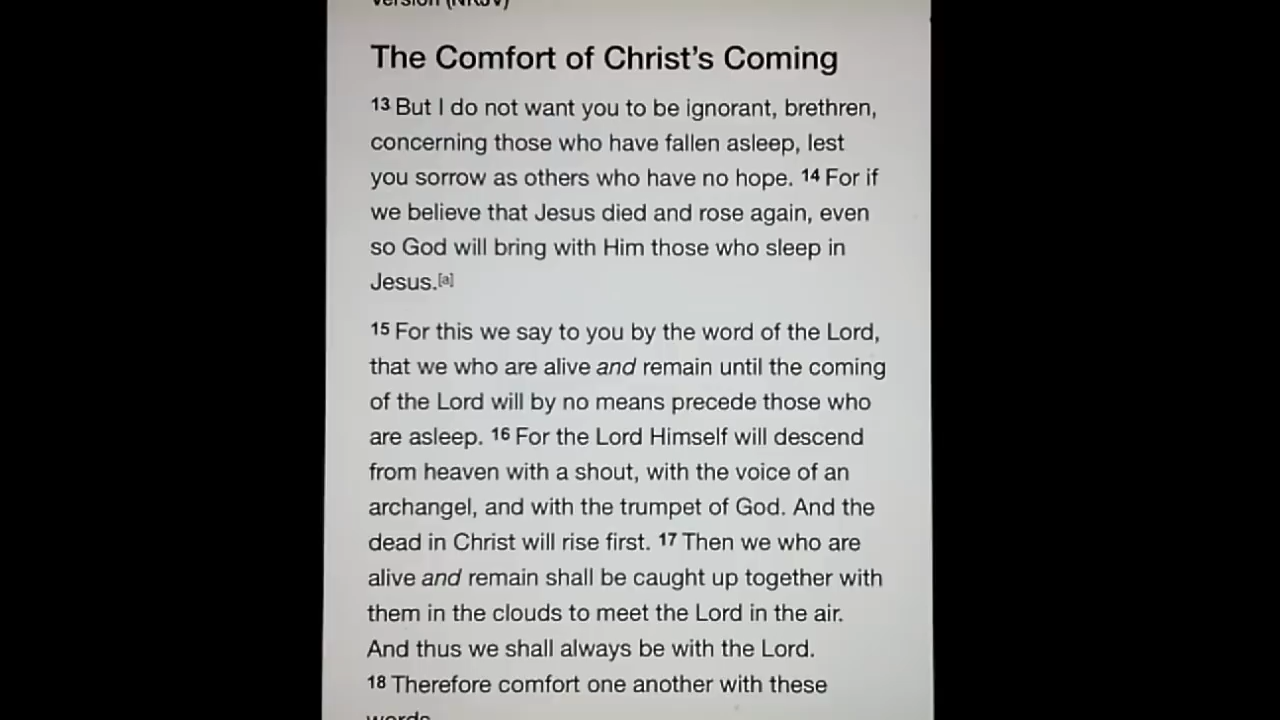 Version (NKJV)
The Comfort of Christ's Coming
13 But I do not want you to be ignorant, brethren,
concerning those who have fallen asleep, lest
you sorrow as others who have no hope. 14 For if
we believe that Jesus died and rose again, even
so God will bring with Him those who sleep in
Jesus.[a]
15 For this we say to you by the word of the Lord,
that we who are alive and remain until the coming
of the Lord will by no means precede those who
are asleep. 16 For the Lord Himself will descend
from heaven with a shout, with the voice of an
archangel, and with the trumpet of God. And the
dead in Christ will rise first. 17 Then we who are
alive and remain shall be caught up together with
them in the clouds to meet the Lord in the air.
And thus we shall always be with the Lord.
18 Therefore comfort one another with these
words